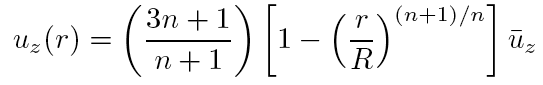 u_z(r) = \left( \frac{3n+1}{n+1} \right) \left[ 1 - \left( \frac{r}{R} \right)^{(n+1)/n} \right] \bar{u}_z